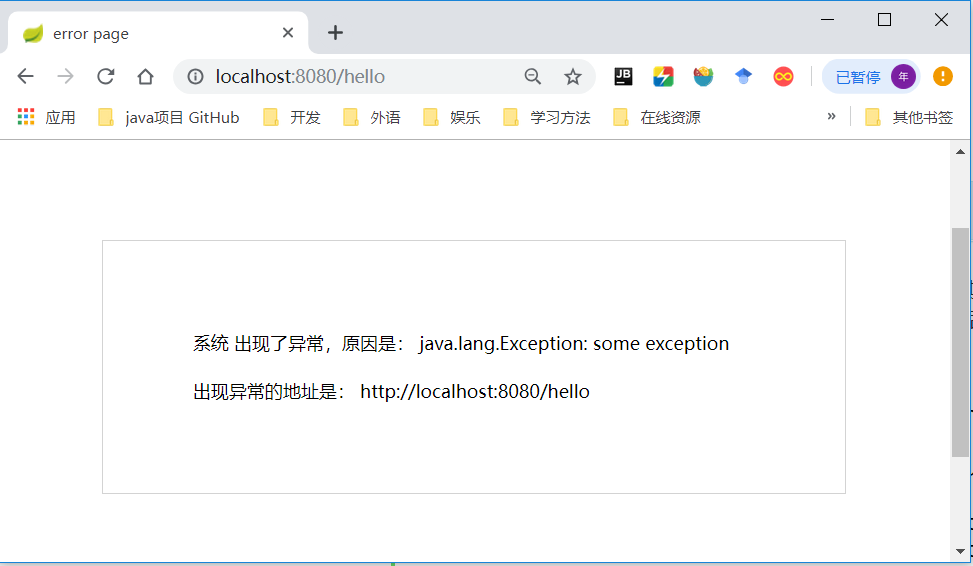 error page
localhost:8080/hello
JB
已暂停 年
应用 java项目 GitHub 开发 外语 娱乐 学习方法 在线资源 » 其他书签
系统 出现了异常，原因是： java.lang.Exception: some exception
出现异常的地址是： http://localhost:8080/hello